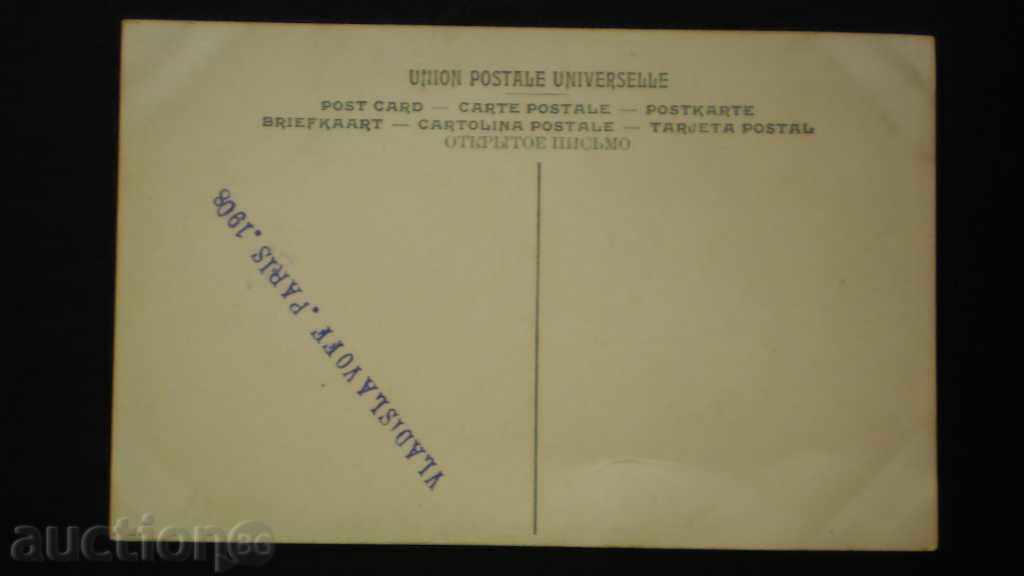 UNION POSTALE UNIVERSELLE
POST CARD — CARTE POSTALE — POSTKARTE
BRIEFKAART — CARTOLINA POSTALE — TARJETA POSTAL
ОТКРЫТОЕ ПИСЬМО
VLADISLAVOFF. PARIS. 1908
auction.bg